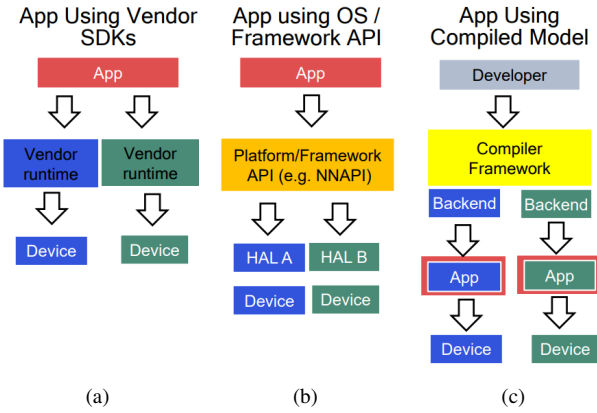 App Using Vendor
SDKs
App
Vendor
runtime
Vendor
runtime
Device
Device
(a)
App using OS /
Framework API
App
Platform/Framework
API (e.g. NNAPI)
HAL A
HAL B
Device
Device
(b)
App Using
Compiled Model
Developer
Compiler
Framework
Backend
Backend
App
App
Device
Device
(c)